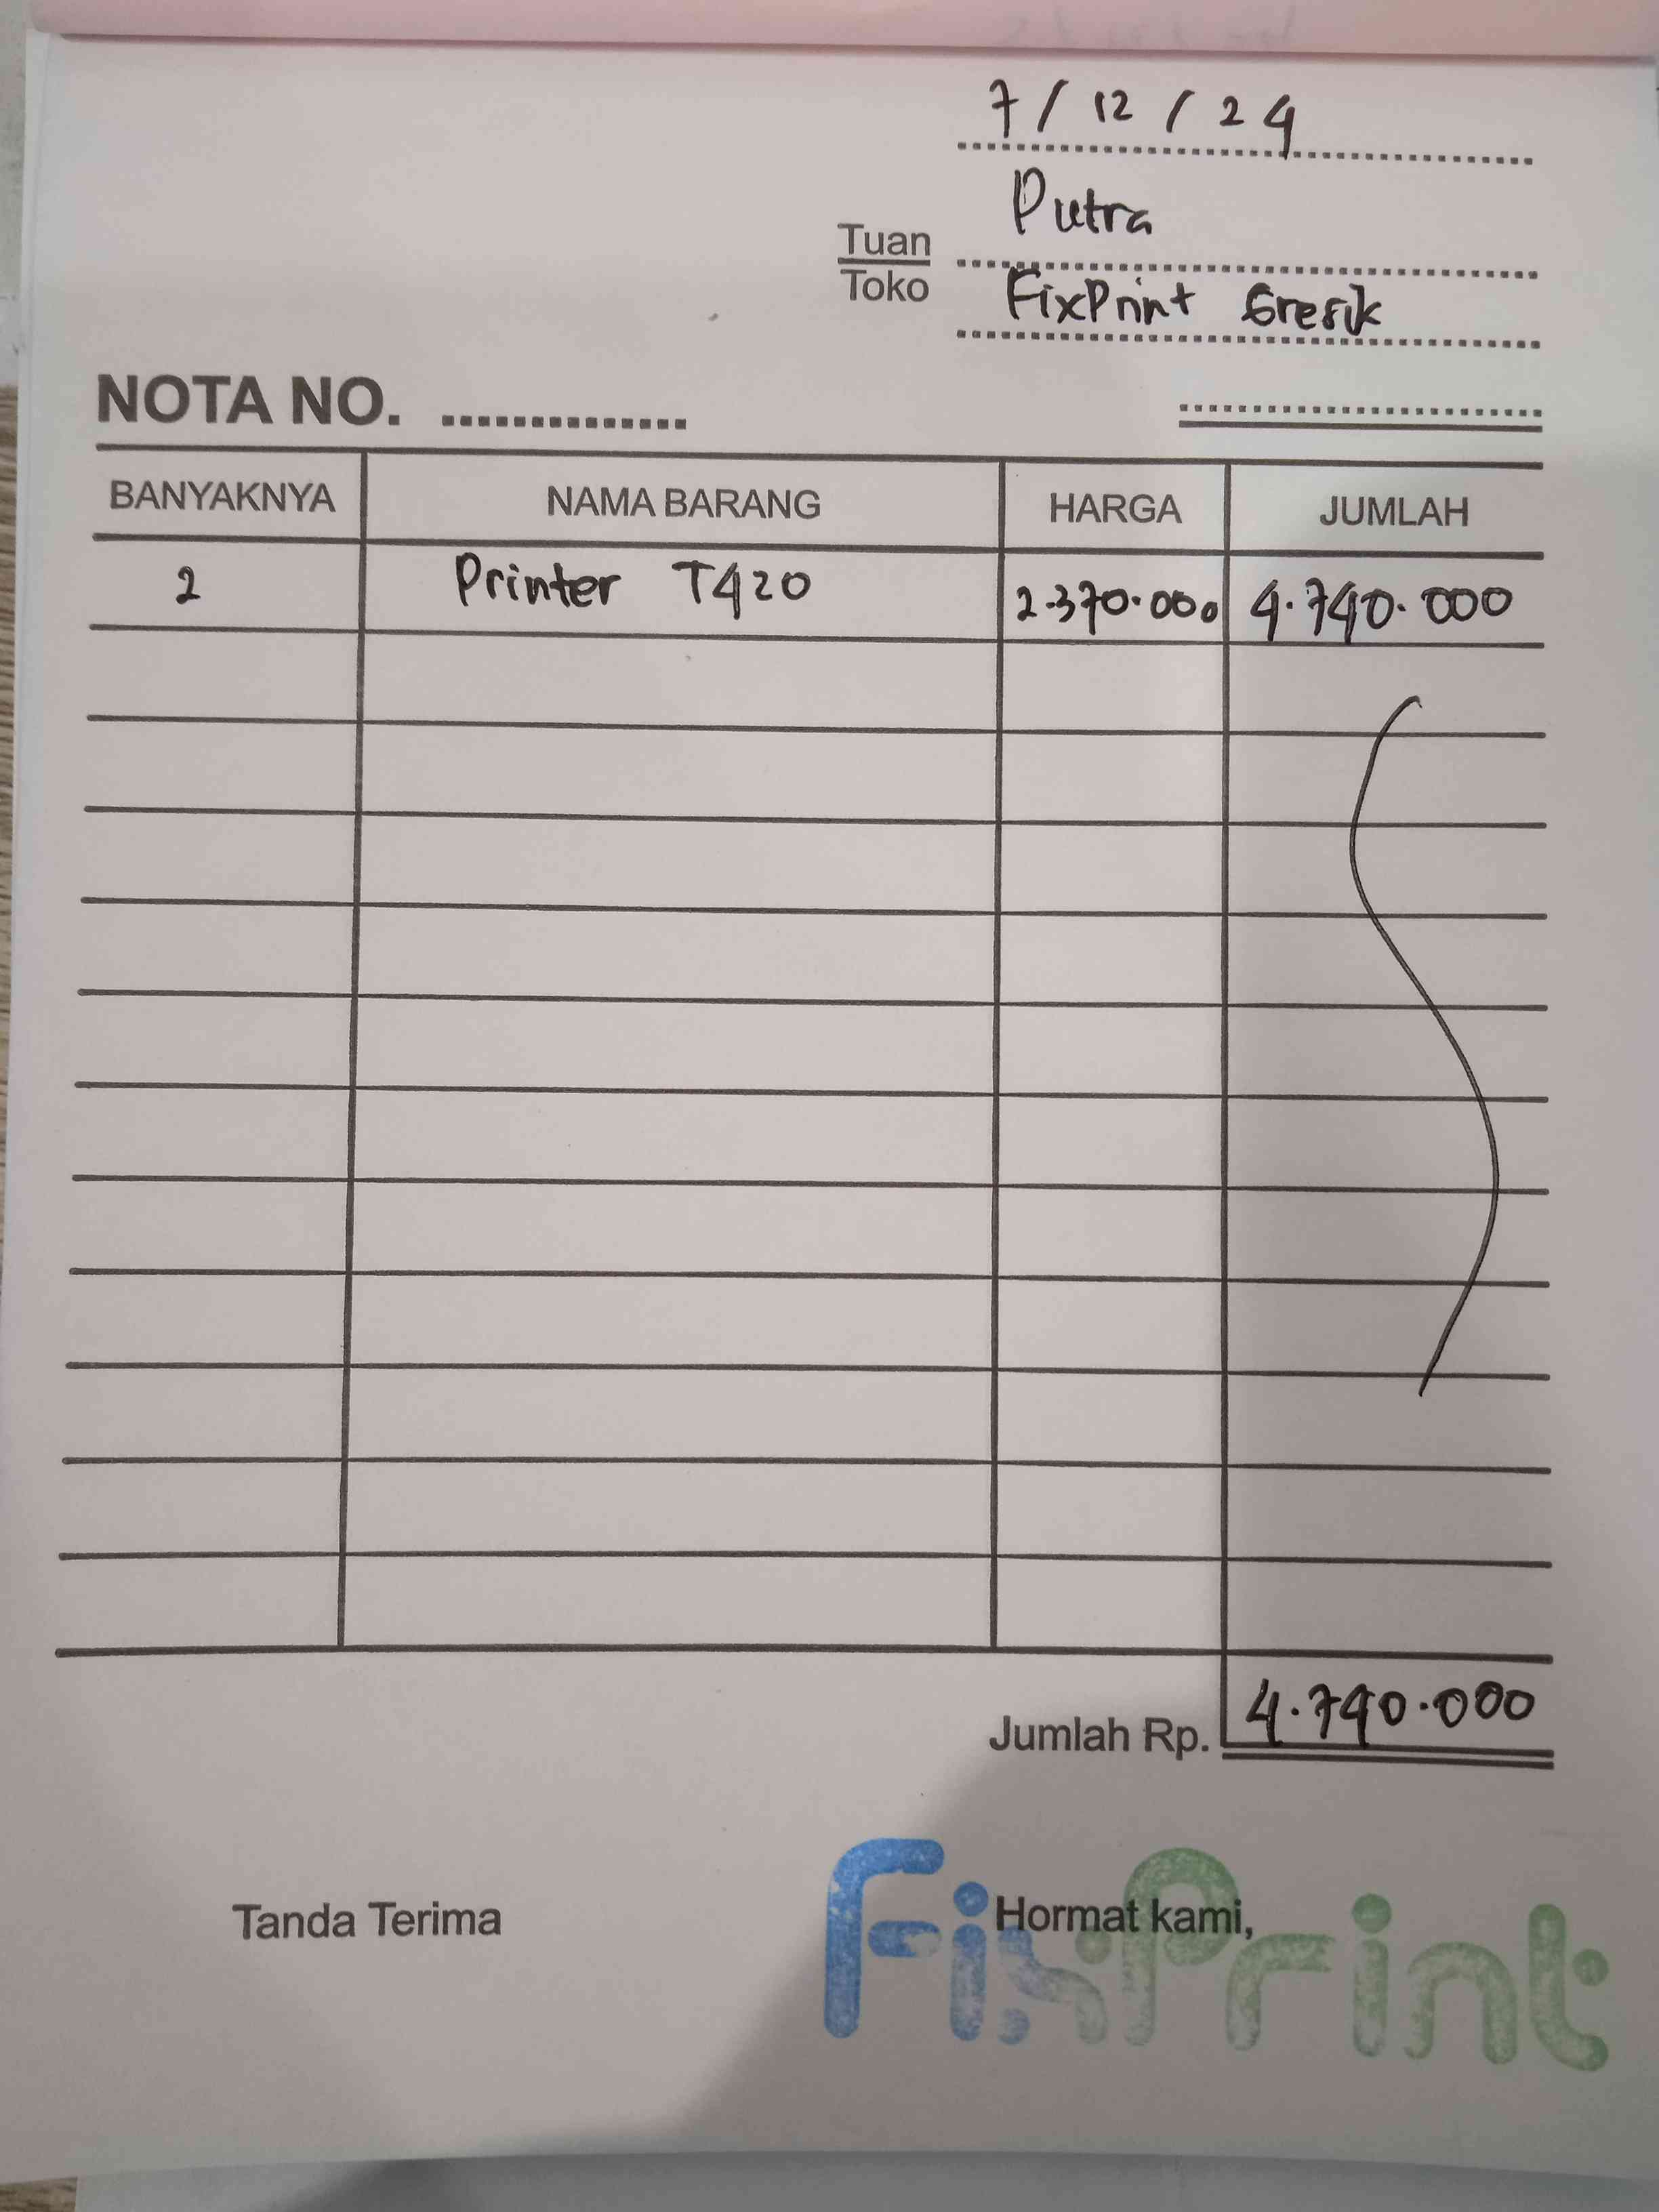 7 / 12 / 24
Putra
Tuan
Toko
FixPrint Gresik
NOTA NO. ..............
BANYAKNYA NAMA BARANG HARGA JUMLAH
2 Printer T420 2.370.000 4.740.000
Jumlah Rp. 4.740.000
Tanda Terima Hormat kami,
FixPrint